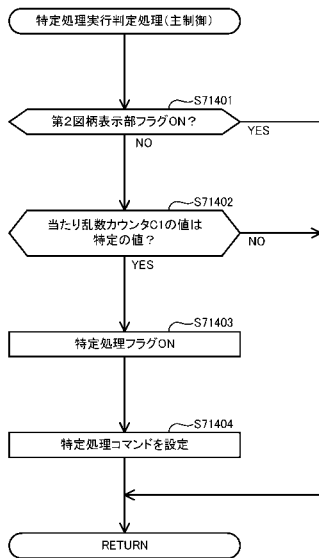 特定処理実行判定処理(主制御)
S71401
第2図柄表示部フラグON?
YES
NO
S71402
当たり乱数カウンタC1の値は
特定の値?
NO
YES
S71403
特定処理フラグON
S71404
特定処理コマンドを設定
RETURN